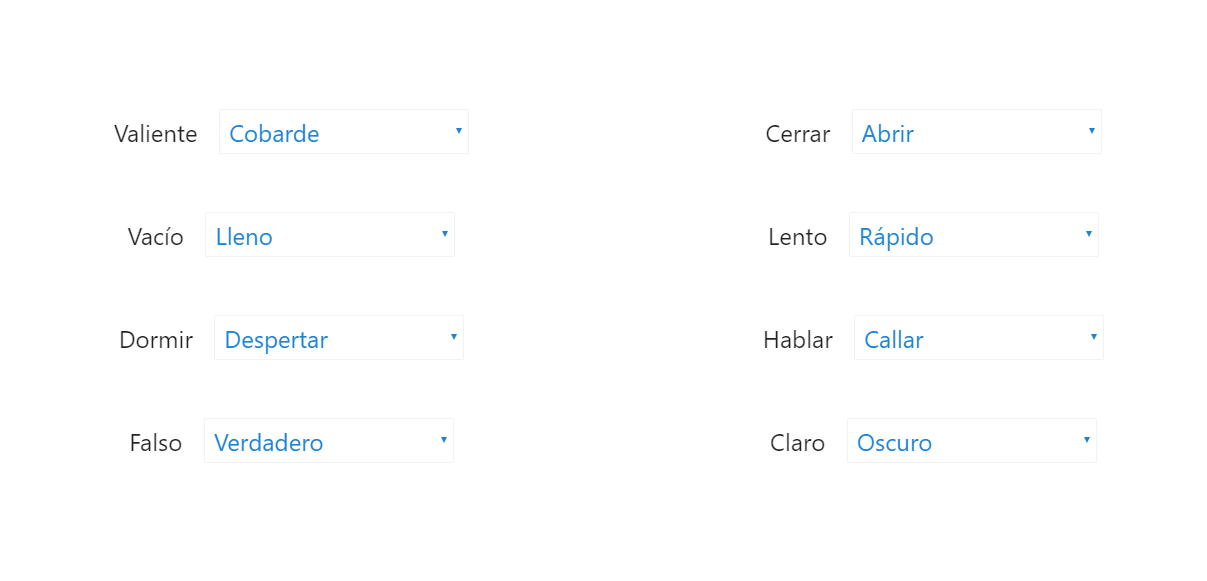 Valiente Cobarde Cerrar Abrir
Vacío Lleno Lento Rápido
Dormir Despertar Hablar Callar
Falso Verdadero Claro Oscuro